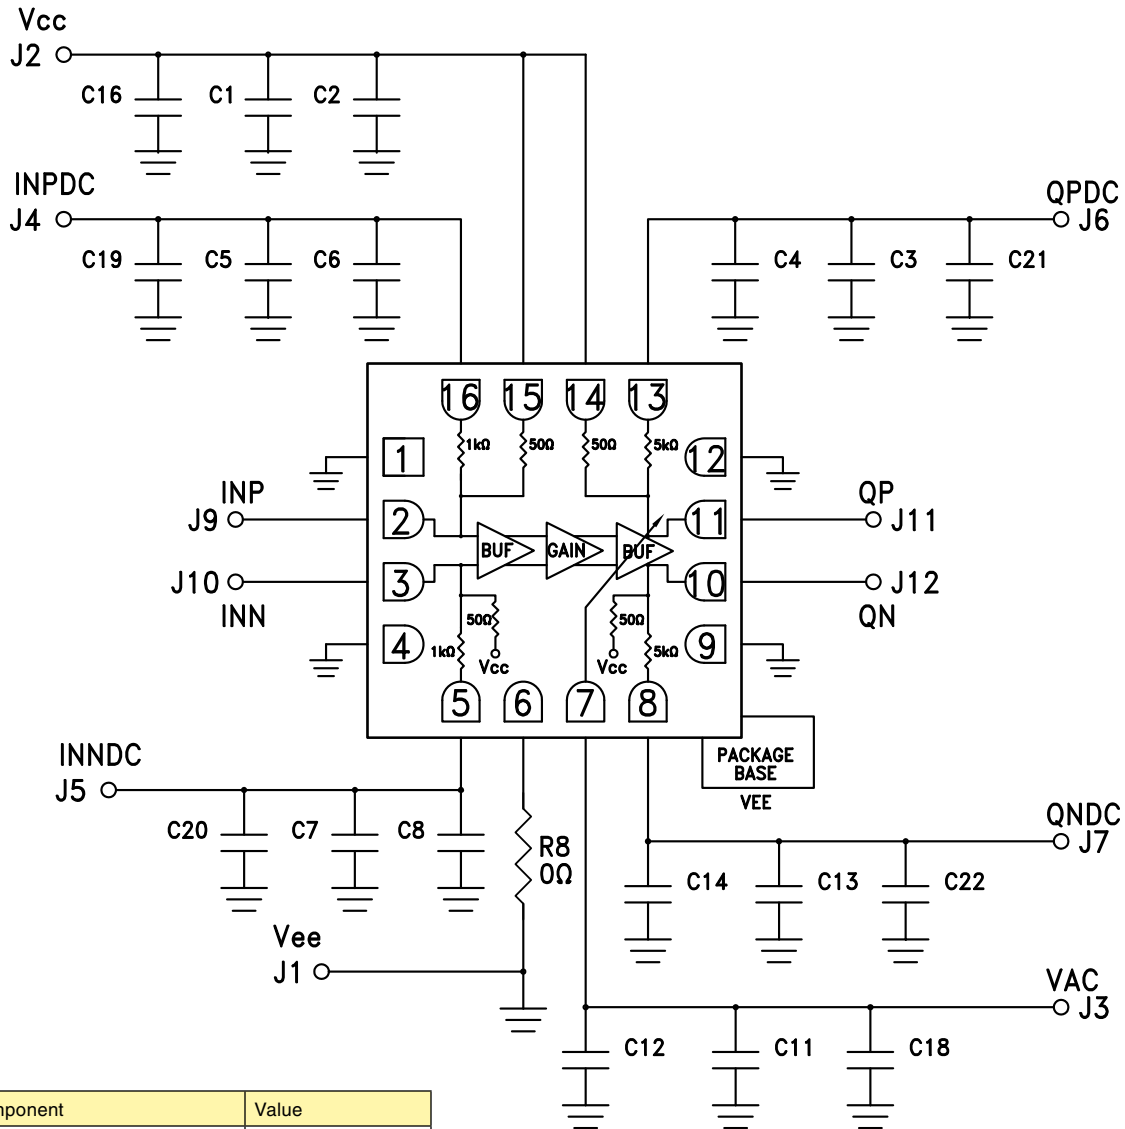 Vcc
J2
C16
C1
C2
INPDC
J4
C19
C5
C6
QPDC
J6
C4
C3
C21
16
15
14
13
1kΩ
50Ω
50Ω
5kΩ
1
12
INP
J9
2
11
QP
J11
BUF
GAIN
BUF
J10
INN
3
10
J12
QN
50Ω
50Ω
4
1kΩ
Vcc
Vcc
5kΩ
9
5
6
7
8
PACKAGE
BASE
VEE
INNDC
J5
C20
C7
C8
R8
0Ω
QNDC
J7
C14
C13
C22
Vee
J1
VAC
J3
C12
C11
C18
Value